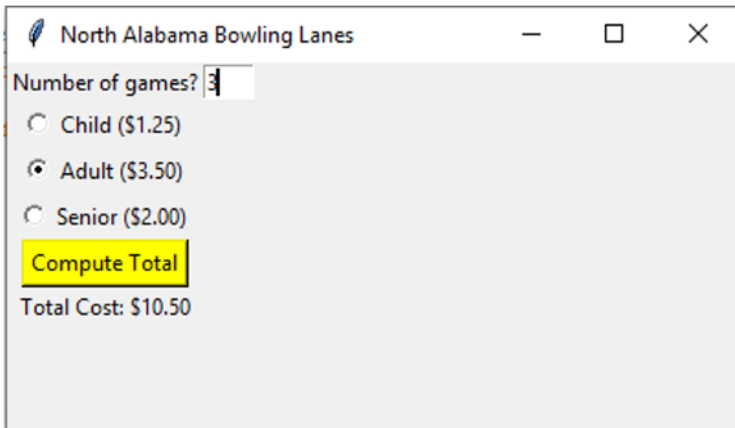 North Alabama Bowling Lanes
Number of games? 3
Child ($1.25)
Adult ($3.50)
Senior ($2.00)
Compute Total
Total Cost: $10.50